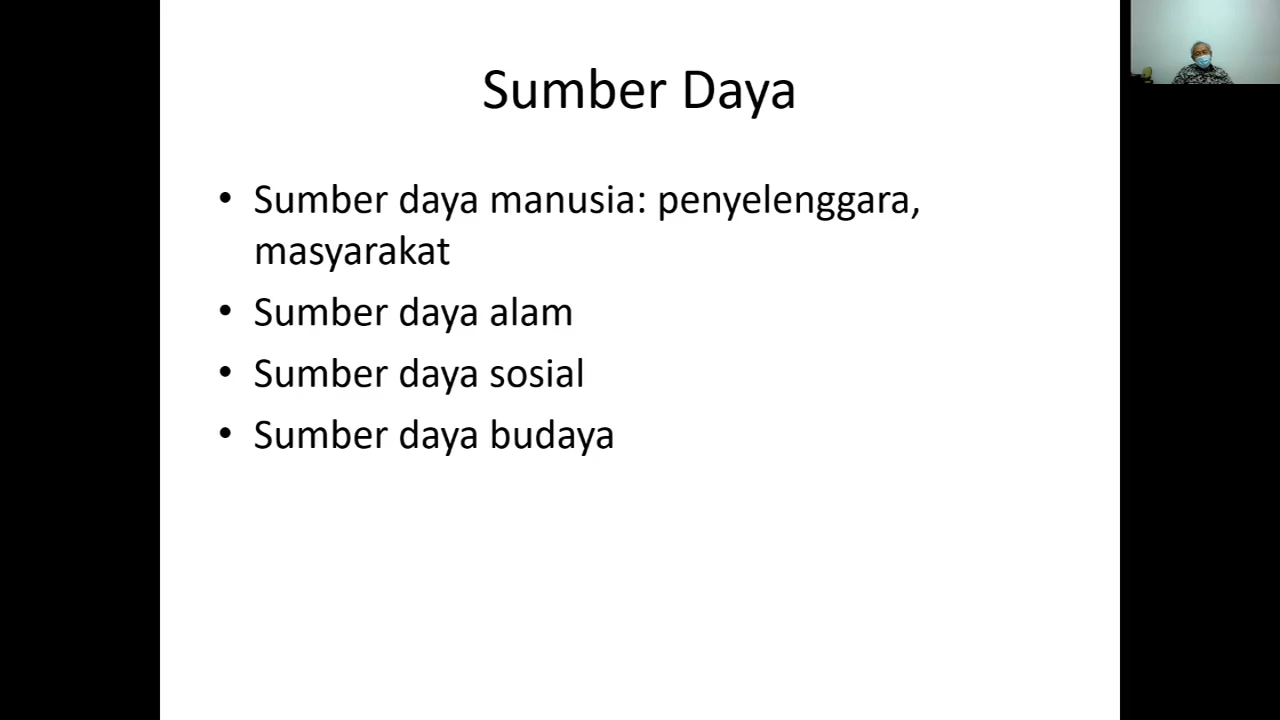 Sumber Daya
• Sumber daya manusia: penyelenggara,
masyarakat
• Sumber daya alam
• Sumber daya sosial
• Sumber daya budaya